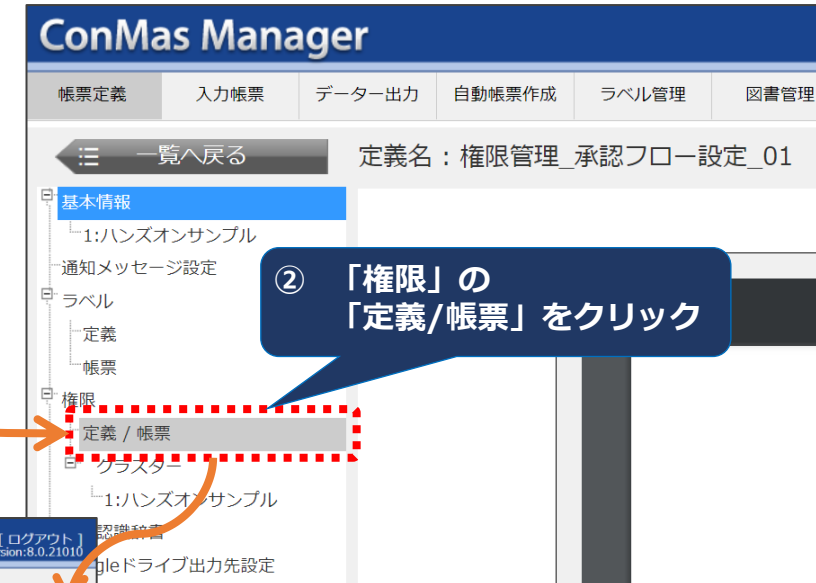 ConMas Manager
帳票定義 入力帳票 データー出力 自動帳票作成 ラベル管理 図書管理
一覧へ戻る 定義名：権限管理_承認フロー設定_01
基本情報
1:ハンズオンサンプル
通知メッセージ設定
ラベル
定義
帳票
② 「権限」の
「定義/帳票」をクリック
権限
定義 / 帳票
クラスター
1:ハンズオンサンプル
認識辞書
gleドライブ出力先設定
[ ログアウト ]
rsion:8.0.21010